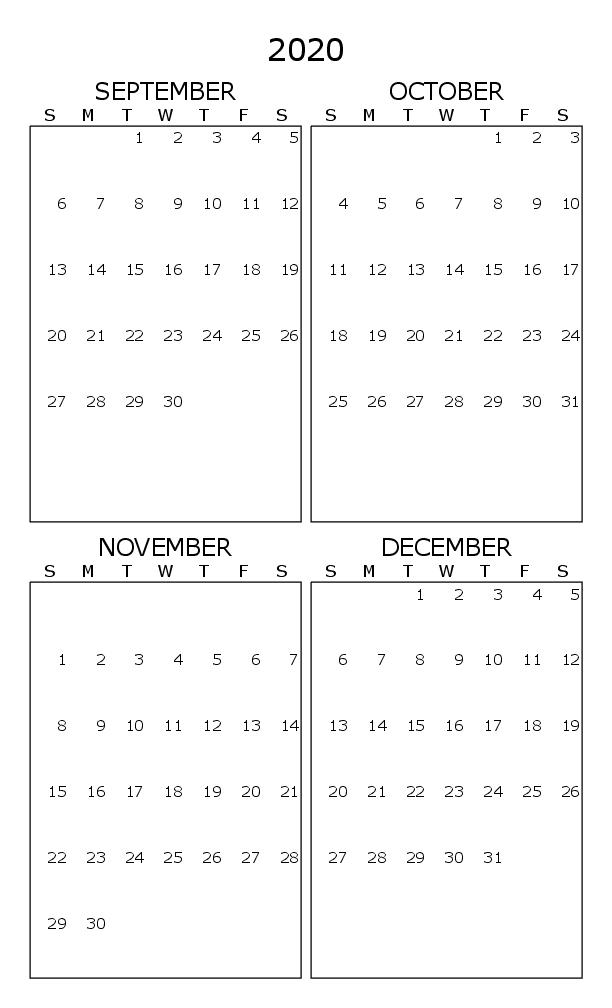 2020
SEPTEMBER
S M T W T F S
1 2 3 4 5
6 7 8 9 10 11 12
13 14 15 16 17 18 19
20 21 22 23 24 25 26
27 28 29 30
OCTOBER
S M T W T F S
1 2 3
4 5 6 7 8 9 10
11 12 13 14 15 16 17
18 19 20 21 22 23 24
25 26 27 28 29 30 31
NOVEMBER
S M T W T F S
1 2 3 4 5 6 7
8 9 10 11 12 13 14
15 16 17 18 19 20 21
22 23 24 25 26 27 28
29 30
DECEMBER
S M T W T F S
1 2 3 4 5
6 7 8 9 10 11 12
13 14 15 16 17 18 19
20 21 22 23 24 25 26
27 28 29 30 31